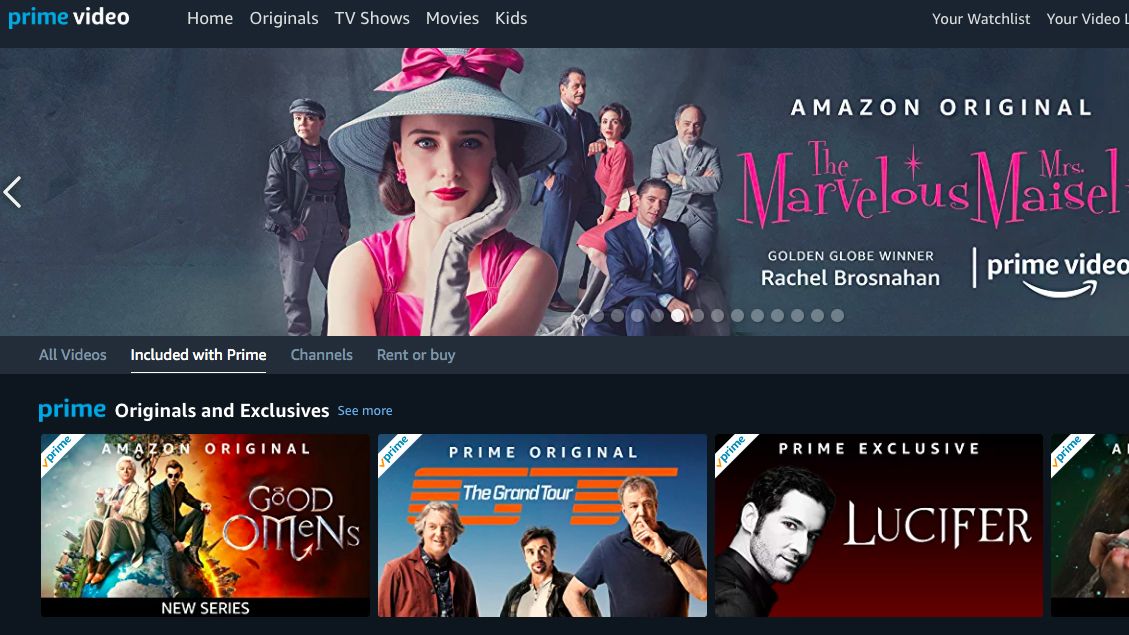 prime video
Home Originals TV Shows Movies Kids
Your Watchlist Your Video
AMAZON ORIGINAL
The Marvelous Mrs. Maisel
GOLDEN GLOBE WINNER
Rachel Brosnahan
prime video
All Videos Included with Prime Channels Rent or buy
prime Originals and Exclusives See more
prime
AMAZON ORIGINAL
GOOD
OMENS
NEW SERIES
prime
PRIME ORIGINAL
The Grand Tour
prime
PRIME EXCLUSIVE
LUCIFER
prime